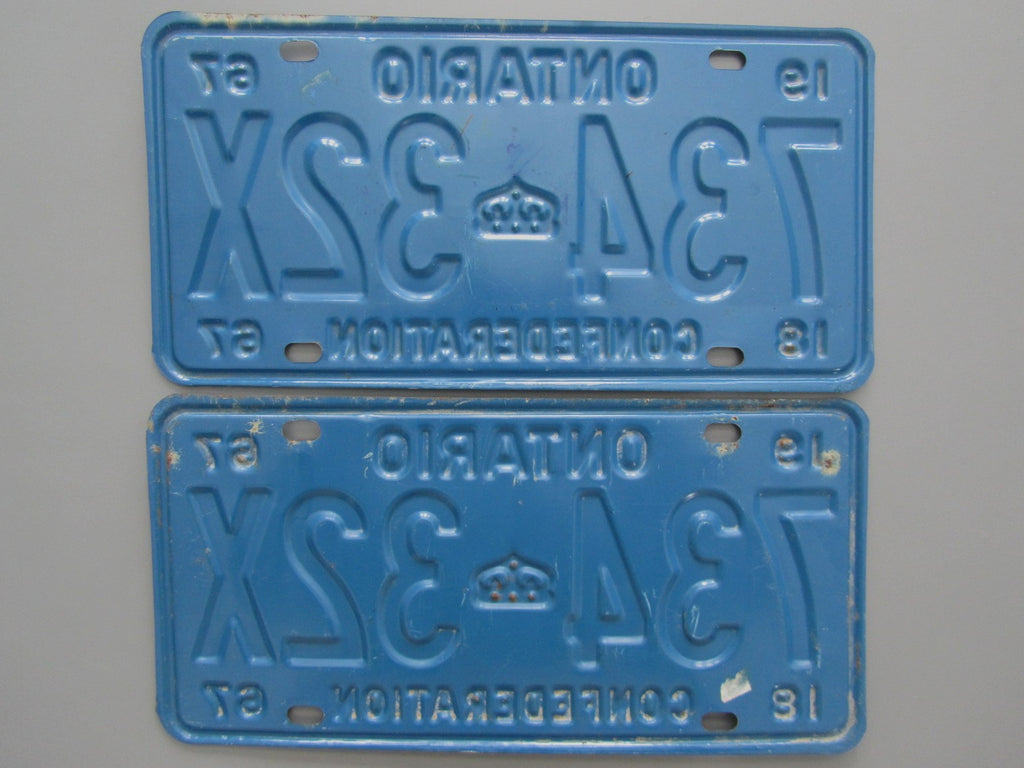 19 ONTARIO 67
734 32X
18 CONFEDERATION 67
19 ONTARIO 67
734 32X
18 CONFEDERATION 67